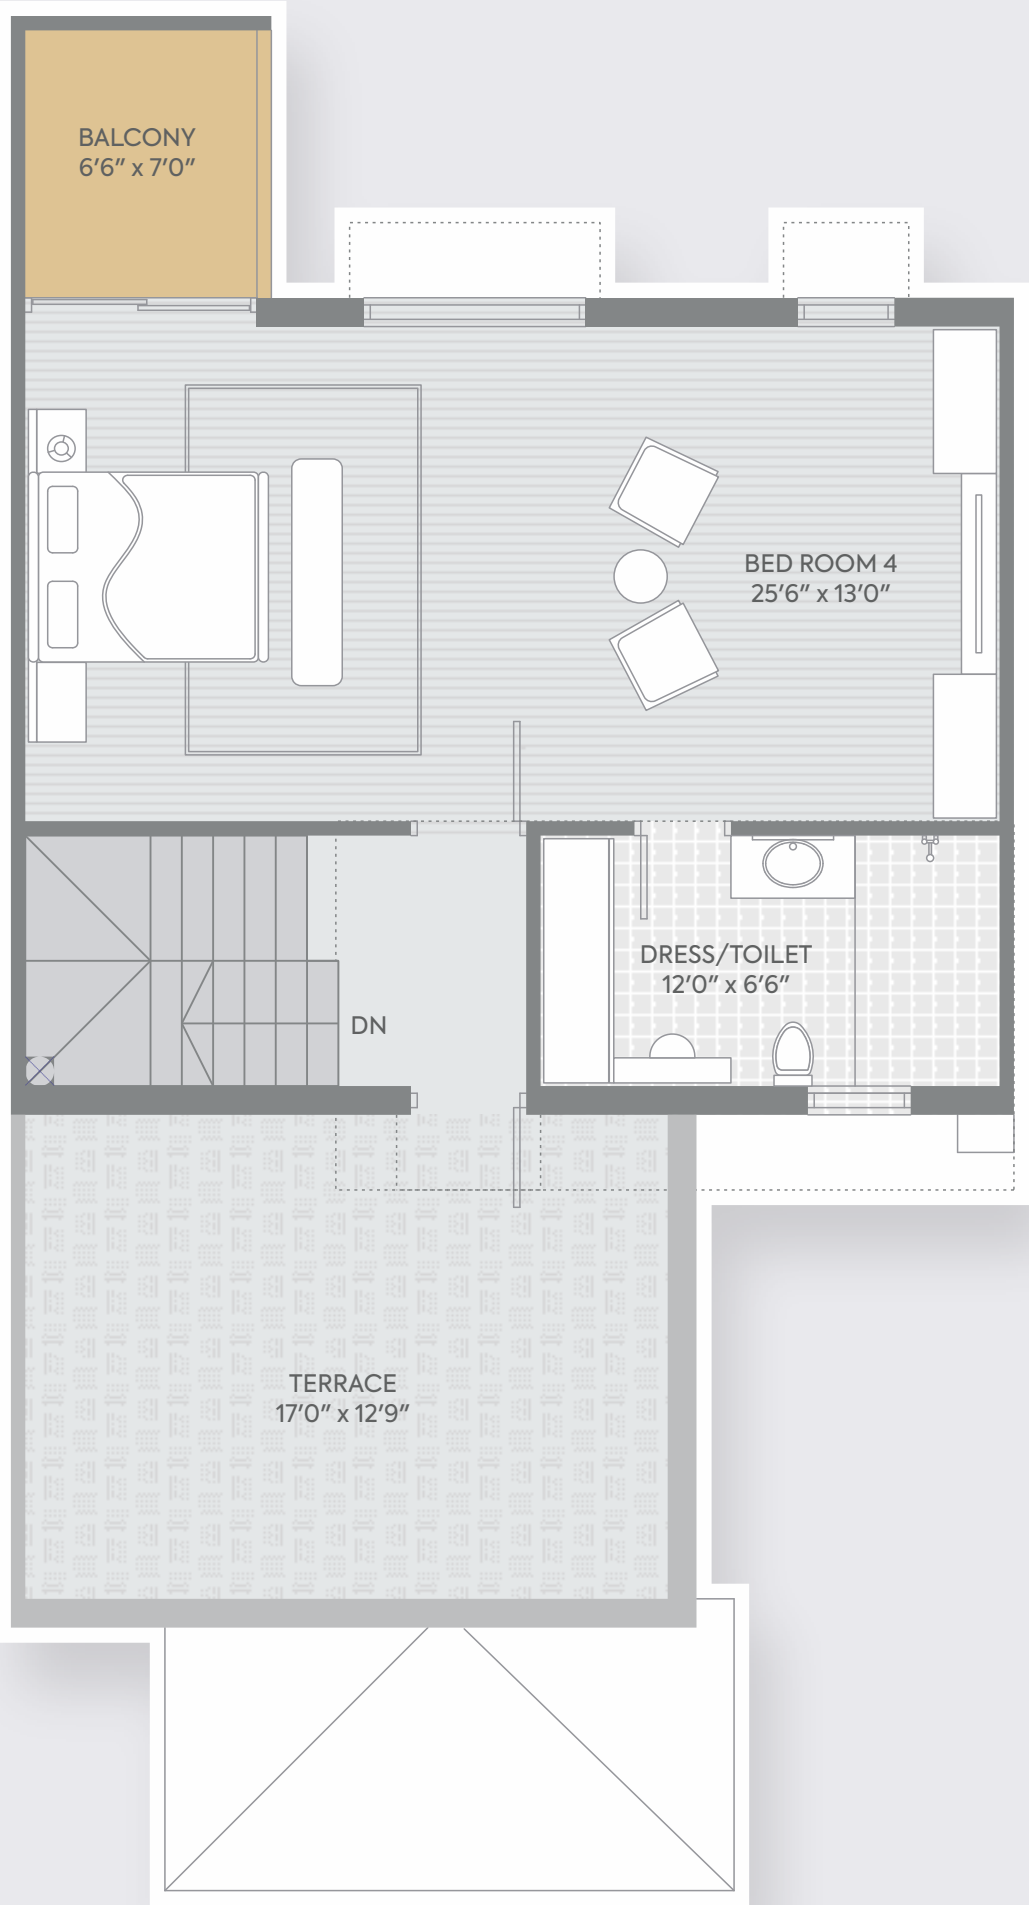 BALCONY
6′6″ x 7′0″
BED ROOM 4
25′6″ x 13′0″
DRESS/TOILET
12′0″ x 6′6″
DN
TERRACE
17′0″ x 12′9″